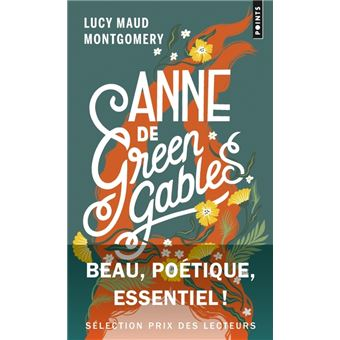 LUCY MAUD
MONTGOMERY
POINTS
ANNE
DE
Green
Gables
BEAU, POÉTIQUE,
ESSENTIEL !
SÉLECTION PRIX DES LECTEURS